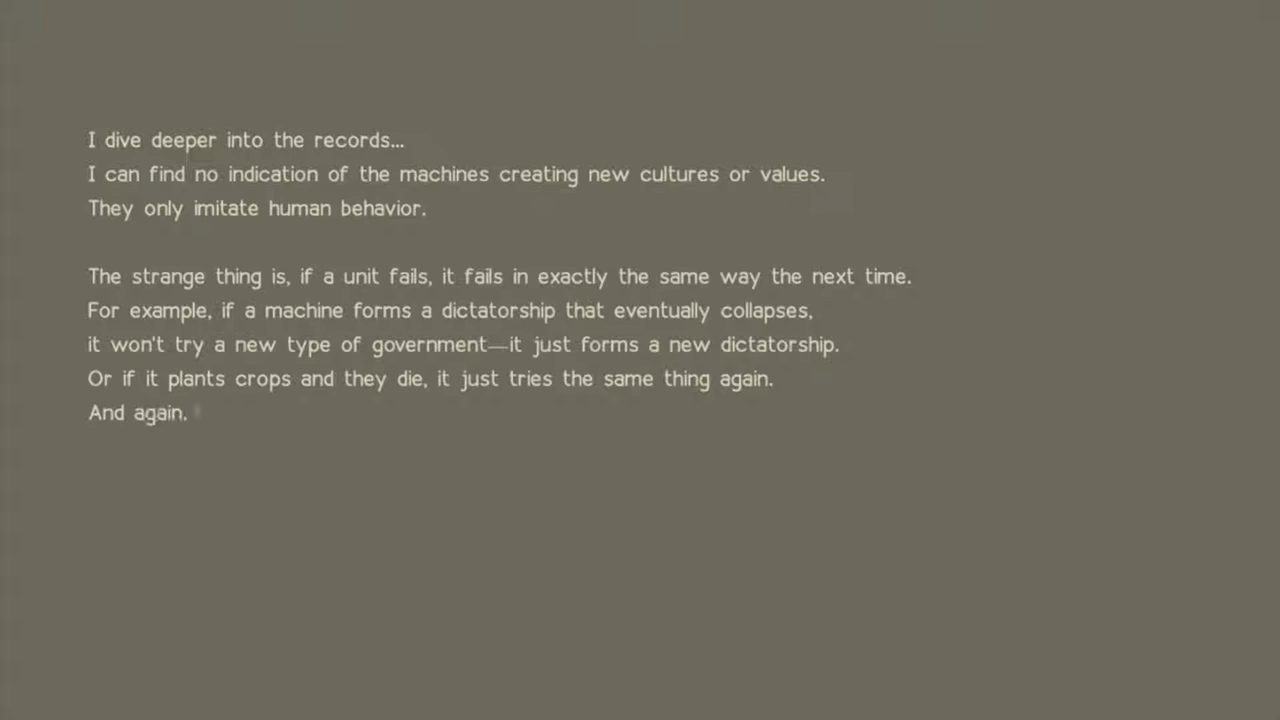 I dive deeper into the records...
I can find no indication of the machines creating new cultures or values.
They only imitate human behavior.
The strange thing is, if a unit fails, it fails in exactly the same way the next time.
For example, if a machine forms a dictatorship that eventually collapses,
it won't try a new type of government—it just forms a new dictatorship.
Or if it plants crops and they die, it just tries the same thing again.
And again.